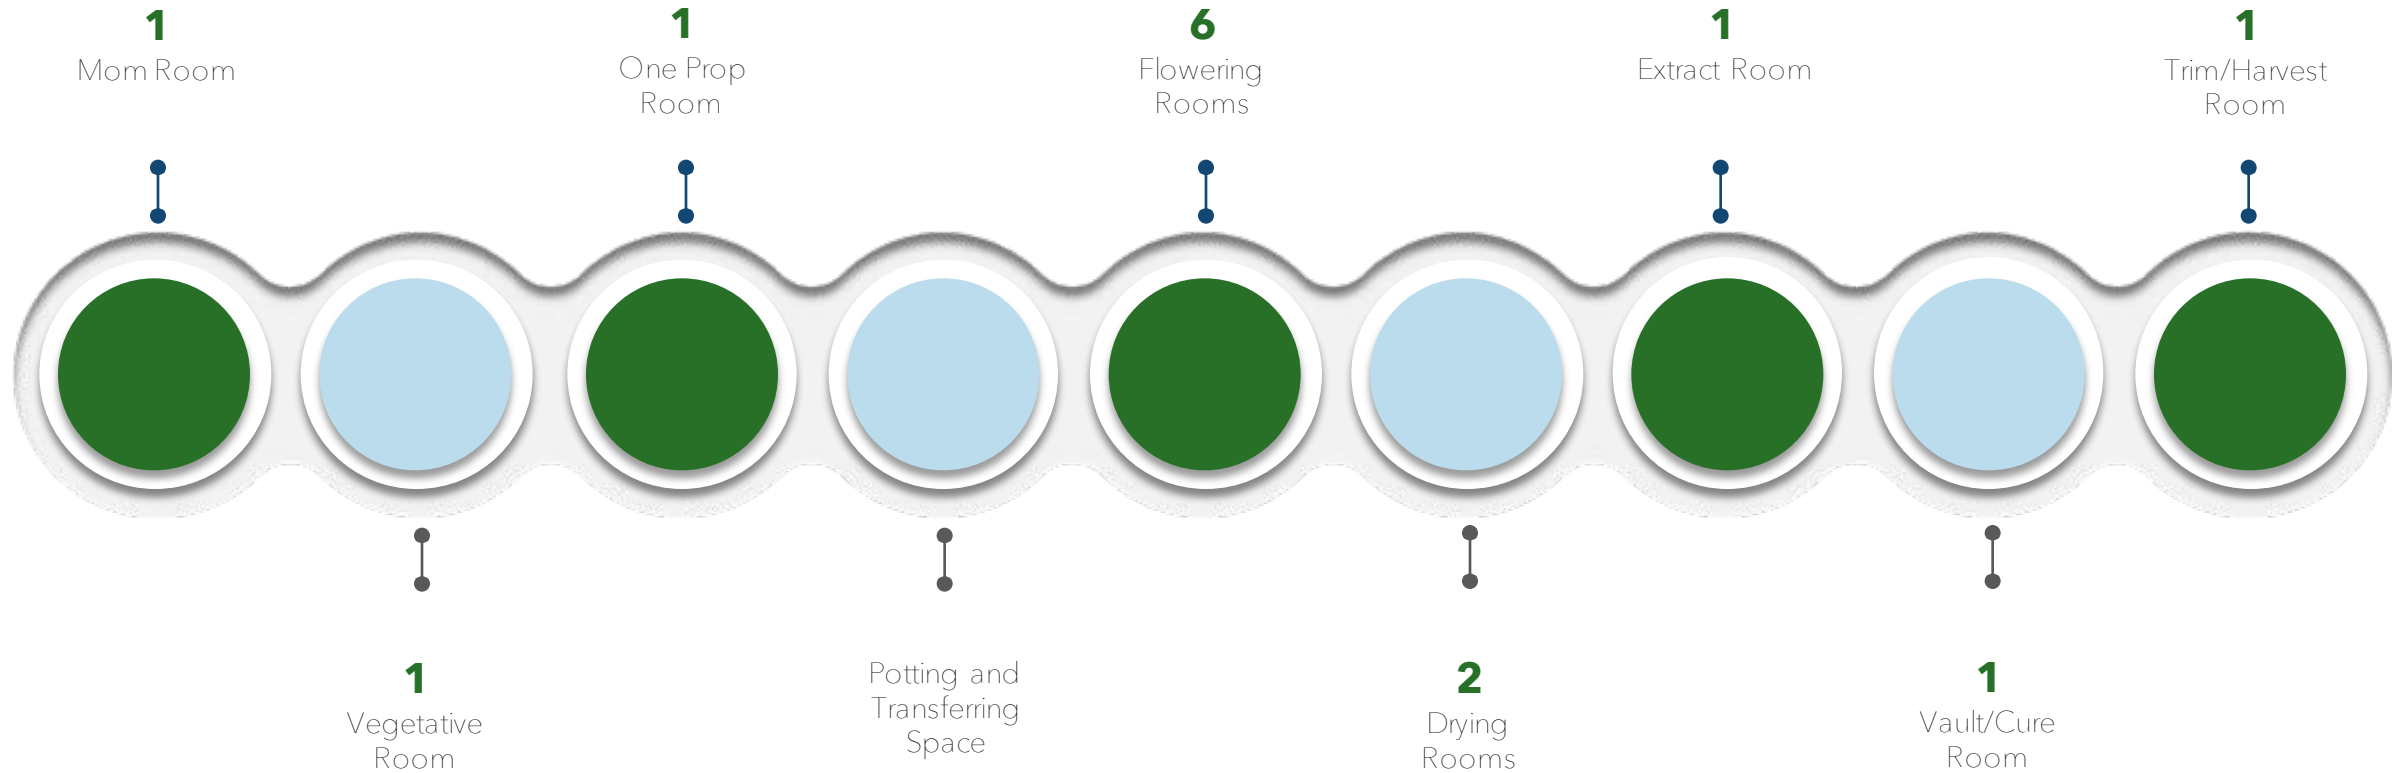 1
Mom Room
1
One Prop
Room
6
Flowering
Rooms
1
Extract Room
1
Trim/Harvest
Room
1
Vegetative
Room
Potting and
Transferring
Space
2
Drying
Rooms
1
Vault/Cure
Room